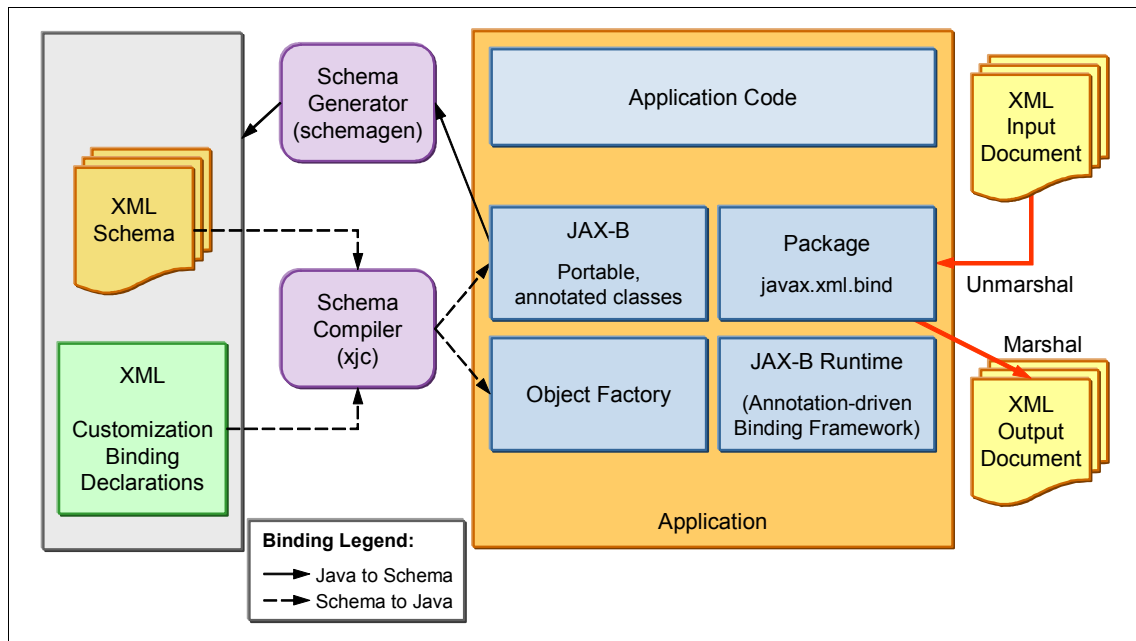 Schema
Generator
(schemagen)
XML
Schema
Schema
Compiler
(xjc)
XML
Customization
Binding
Declarations
Binding Legend:
Java to Schema
Schema to Java
Application Code
JAX-B
Portable,
annotated classes
Package
javax.xml.bind
Object Factory
JAX-B Runtime
(Annotation-driven
Binding Framework)
Application
XML
Input
Document
Unmarshal
Marshal
XML
Output
Document